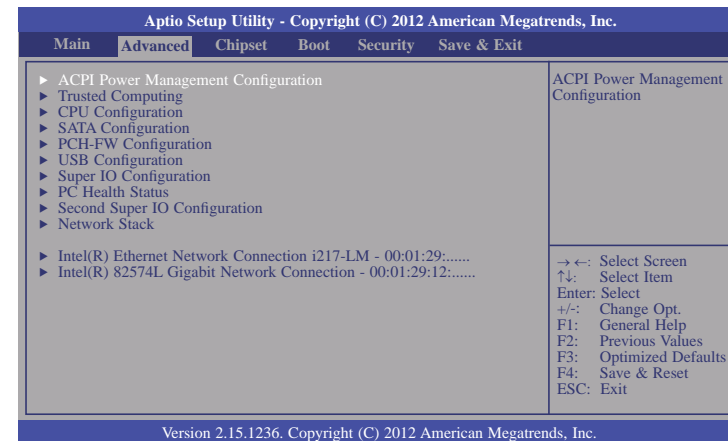 Aptio Setup Utility - Copyright (C) 2012 American Megatrends, Inc.
Main Advanced Chipset Boot Security Save & Exit
► ACPI Power Management Configuration
► Trusted Computing
► CPU Configuration
► SATA Configuration
► PCH-FW Configuration
► USB Configuration
► Super IO Configuration
► PC Health Status
► Second Super IO Configuration
► Network Stack
► Intel(R) Ethernet Network Connection i217-LM - 00:01:29:......
► Intel(R) 82574L Gigabit Network Connection - 00:01:29:12:......
ACPI Power Management
Configuration
→←: Select Screen
↑↓: Select Item
Enter: Select
+/-: Change Opt.
F1: General Help
F2: Previous Values
F3: Optimized Defaults
F4: Save & Reset
ESC: Exit
Version 2.15.1236. Copyright (C) 2012 American Megatrends, Inc.